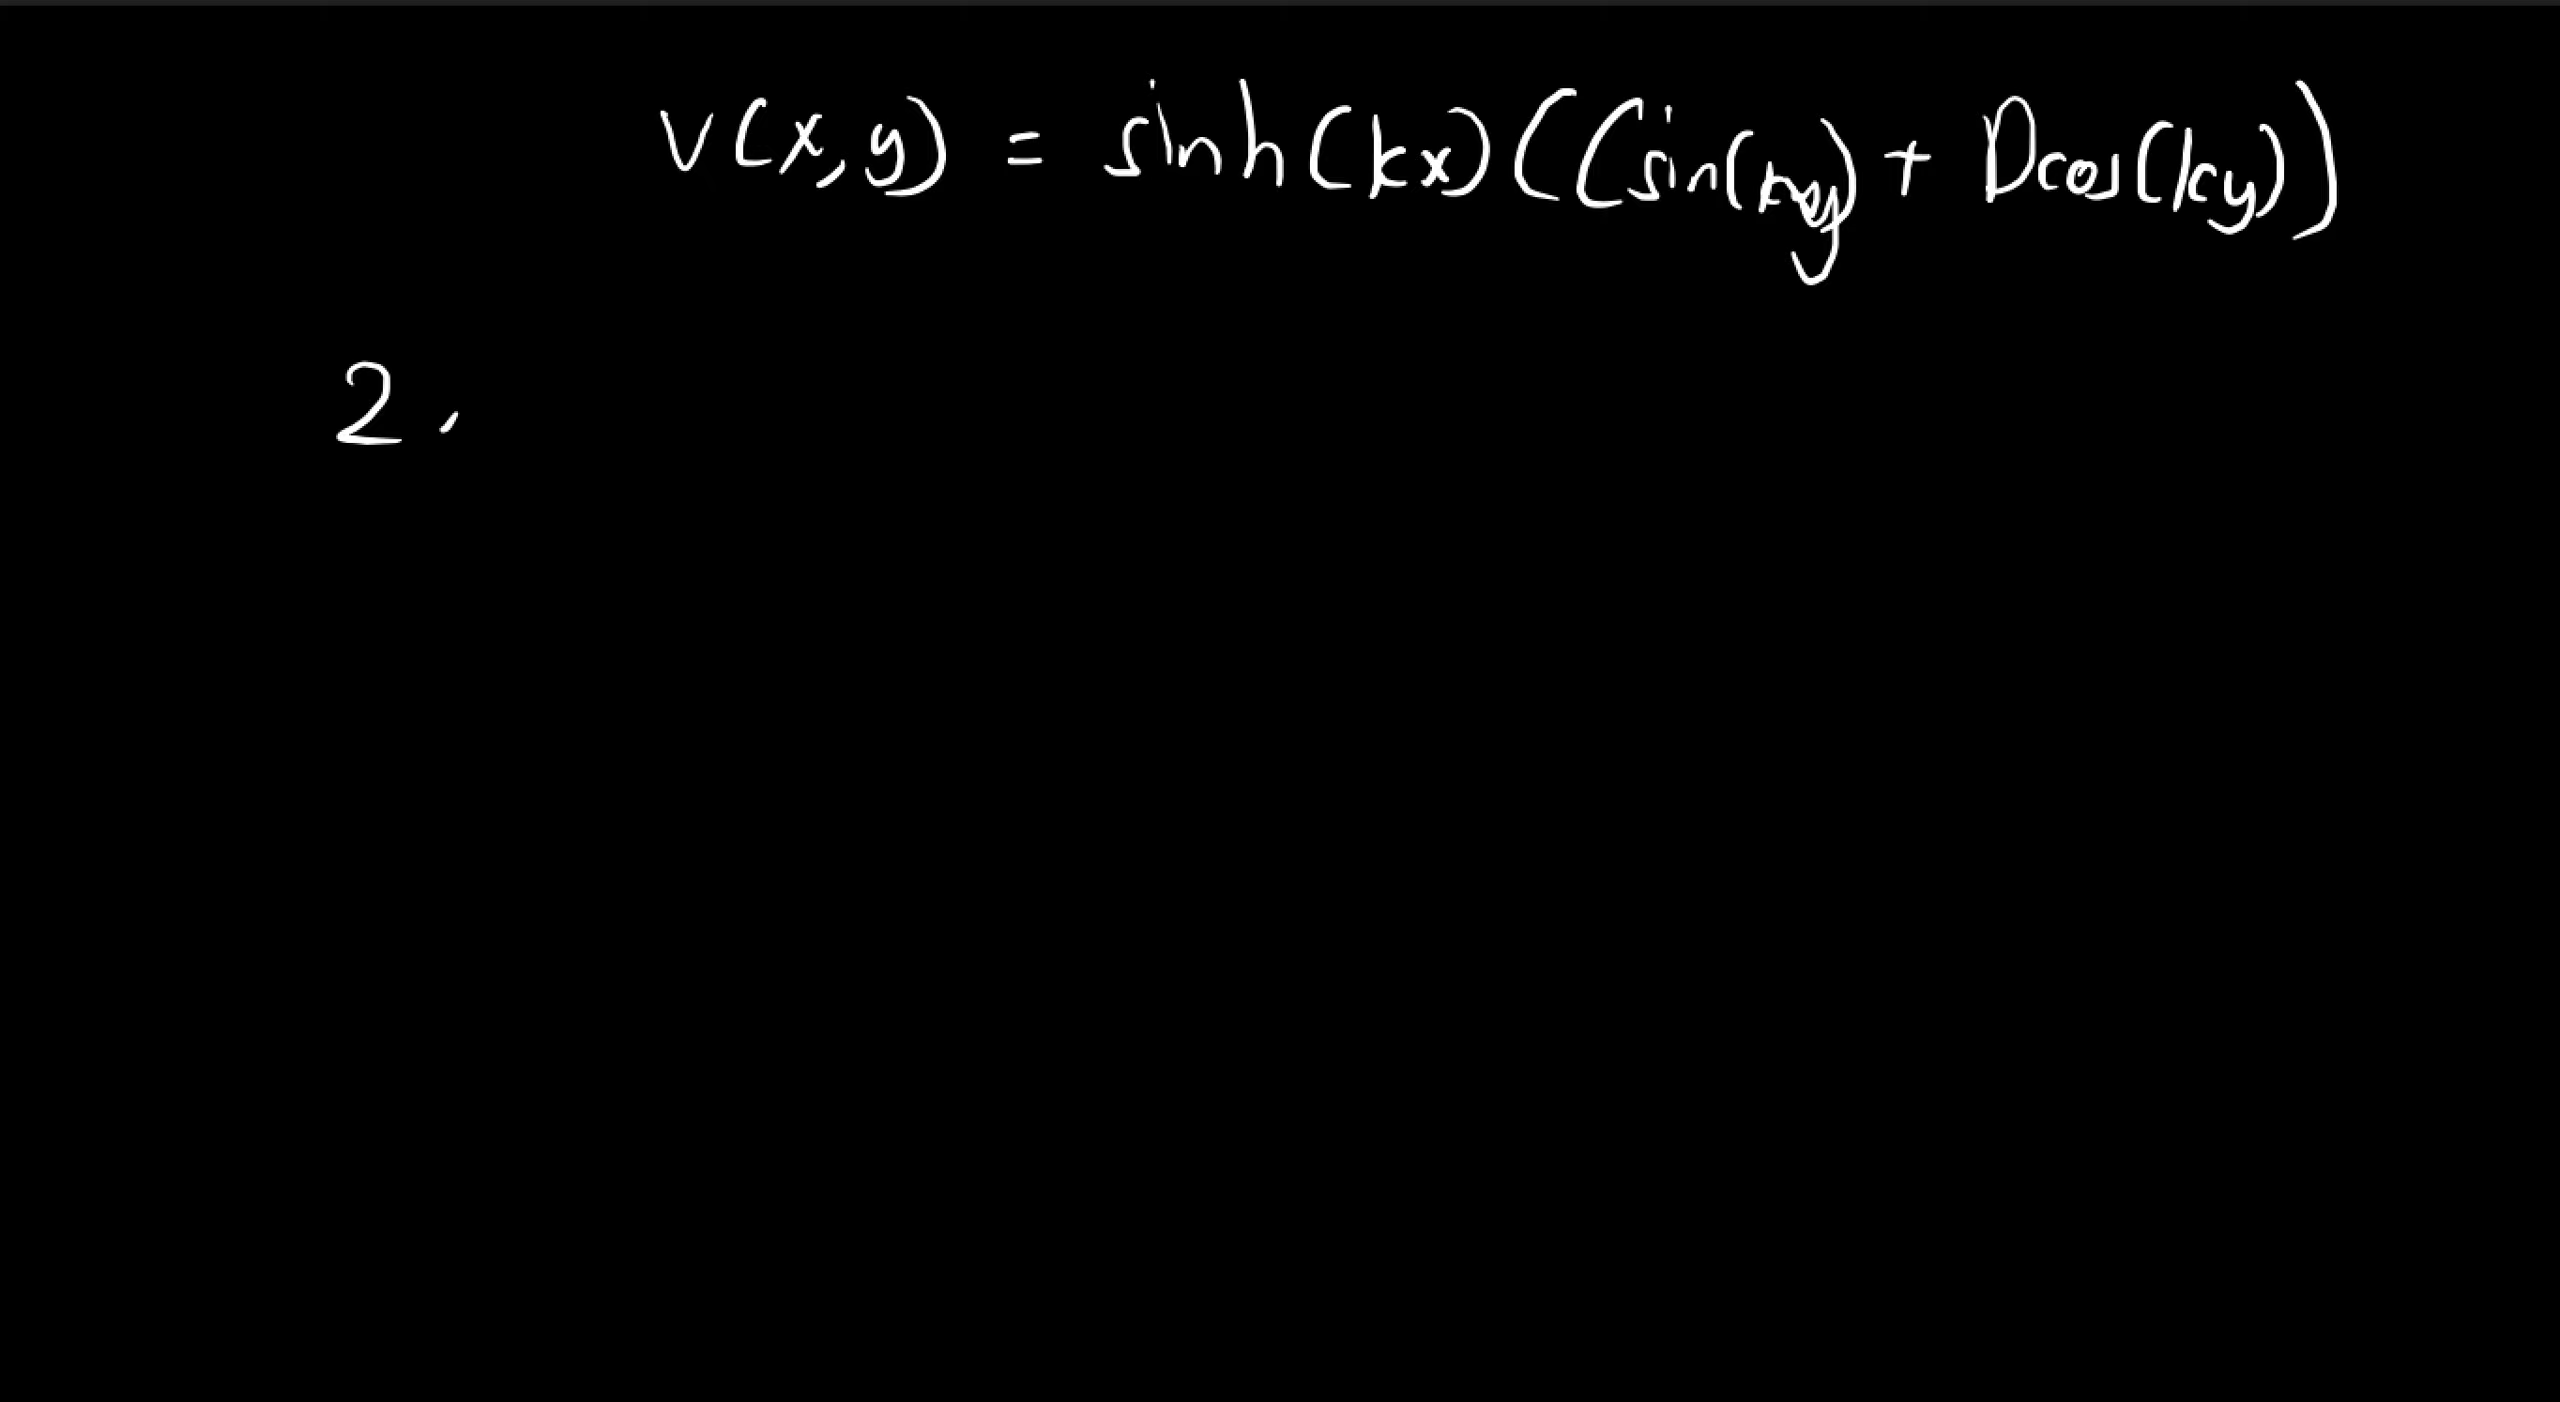 V(x,y) = sinh(kx)(Csin(ky) + Dcos(ky))
2.